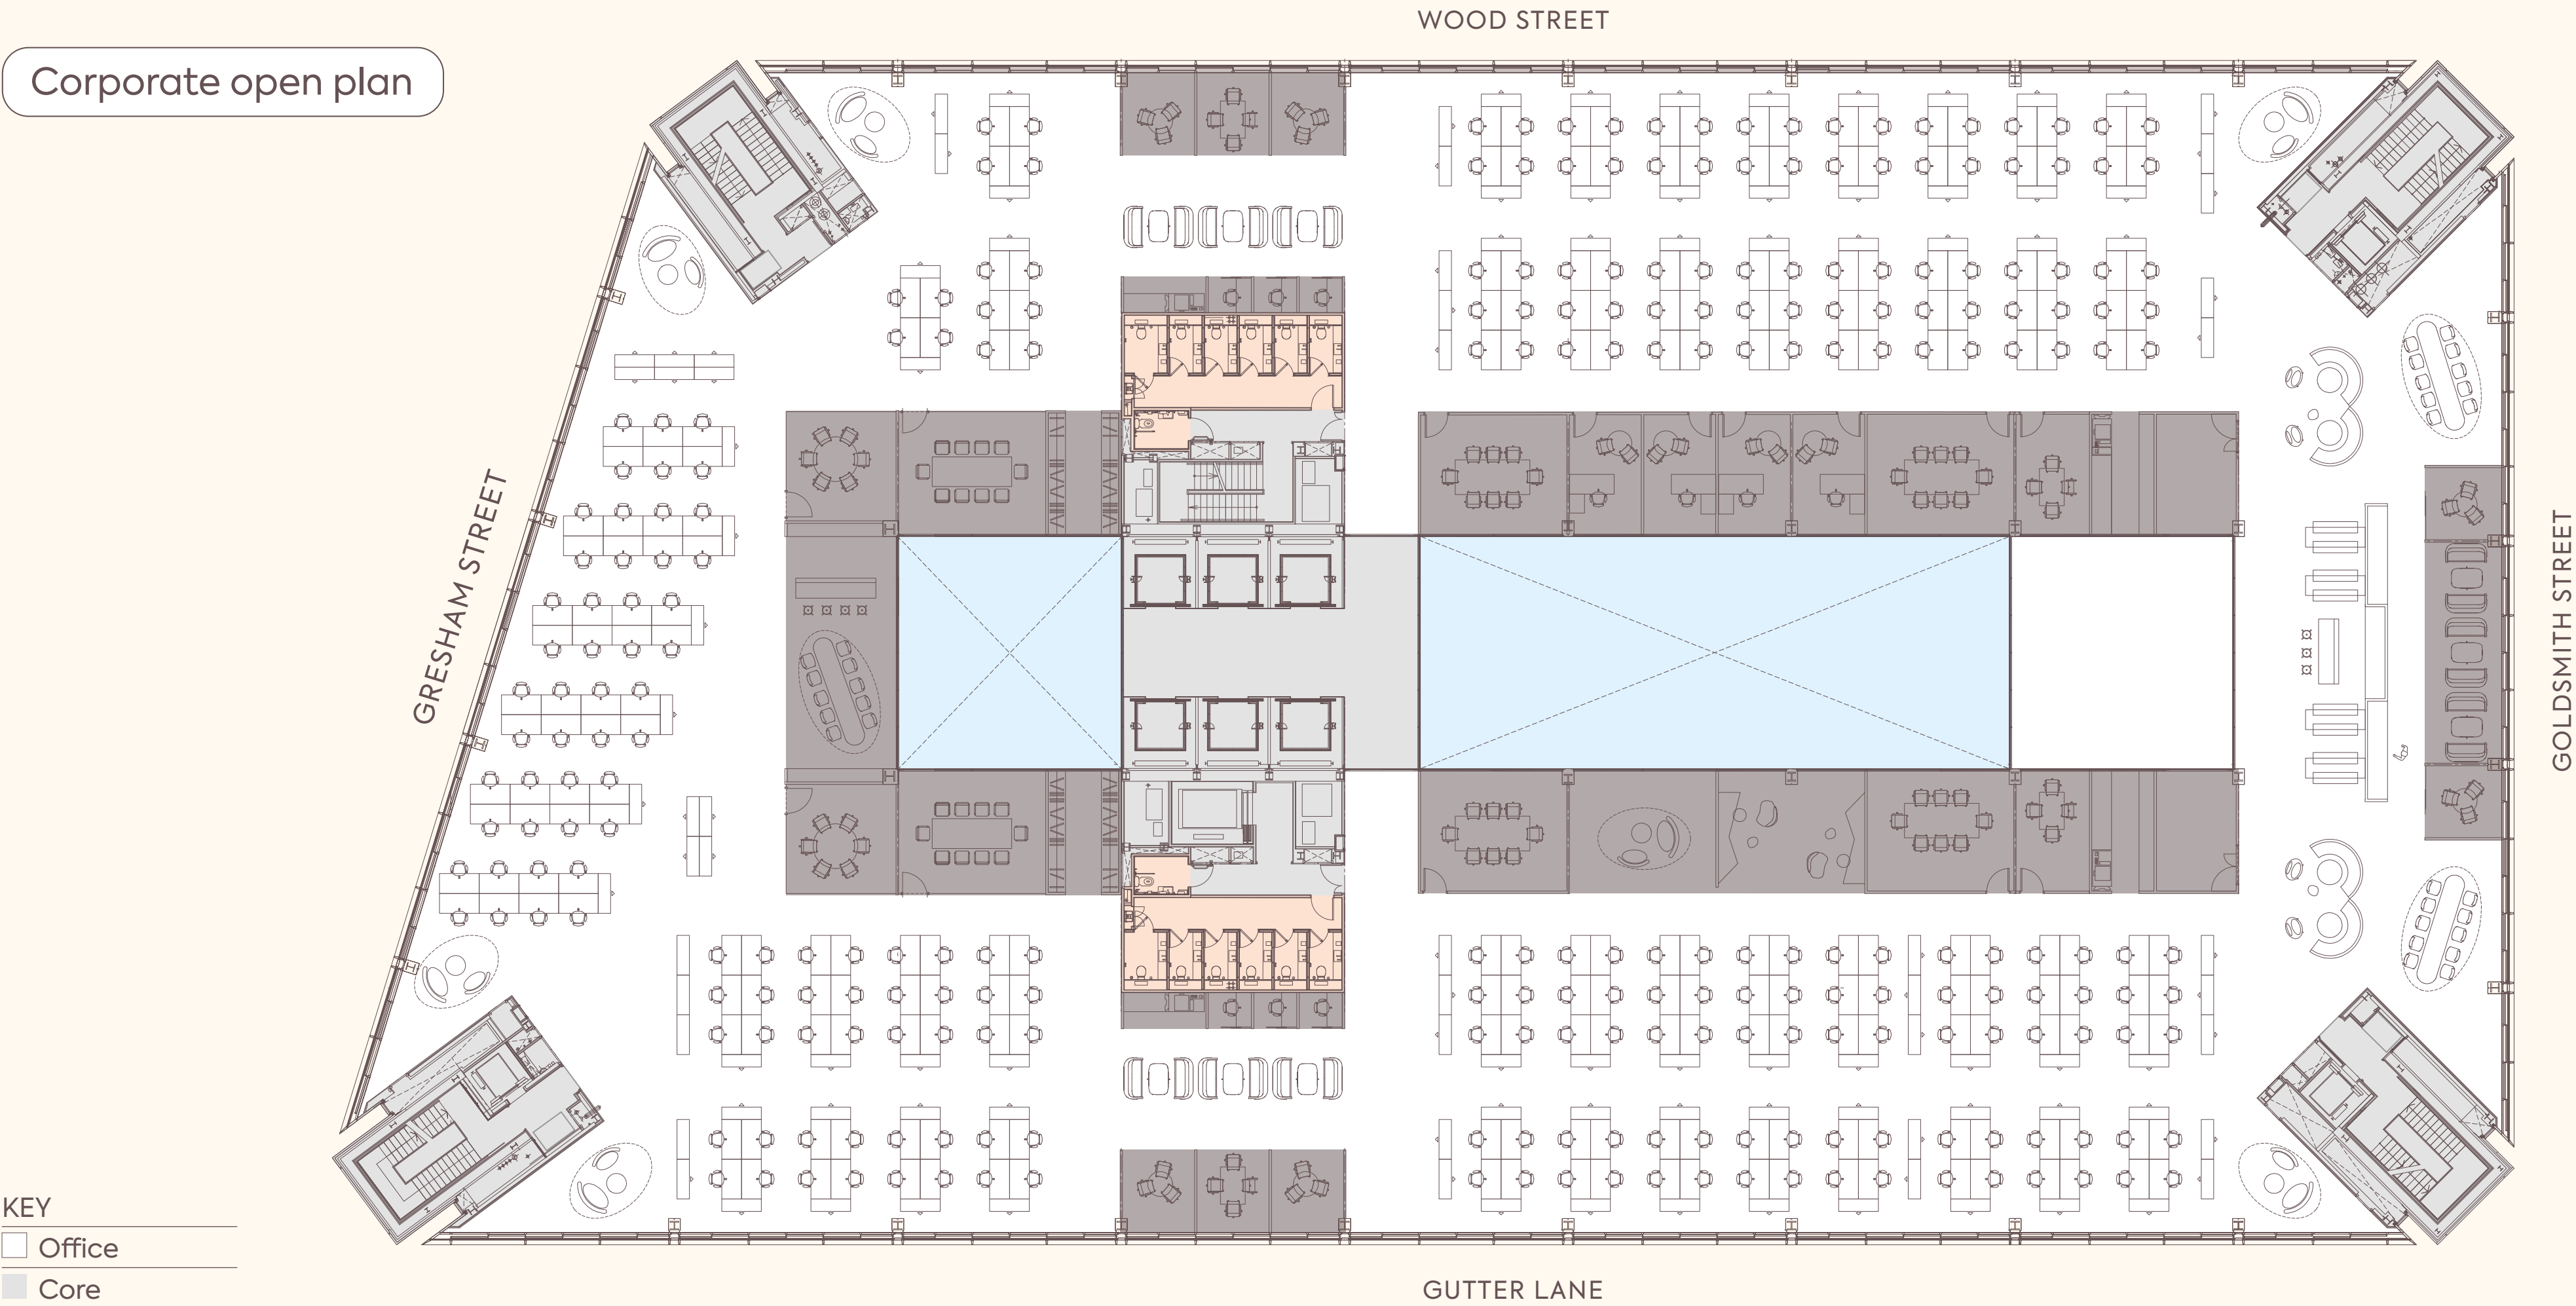 WOOD STREET
Corporate open plan
GRESHAM STREET
GOLDSMITH STREET
KEY
Office
Core
GUTTER LANE